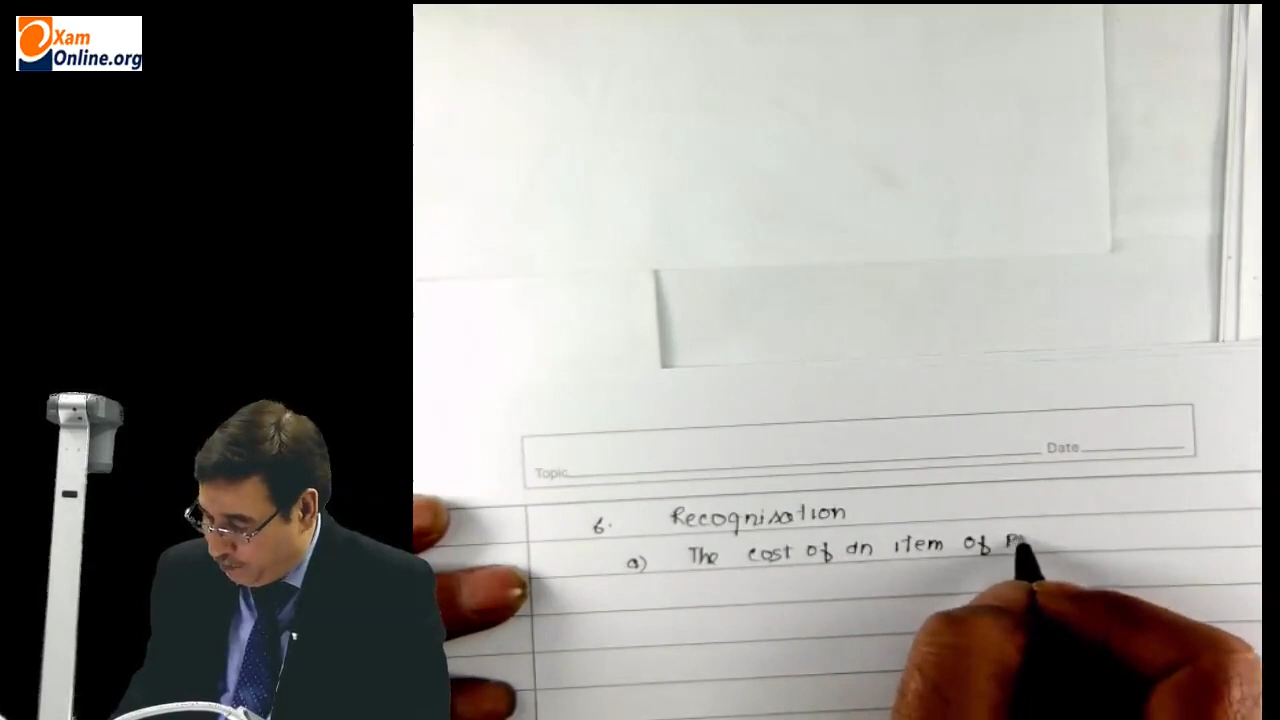 Xam
Online.org
Topic
Date
6. Recognisation
a) The cost of an item of